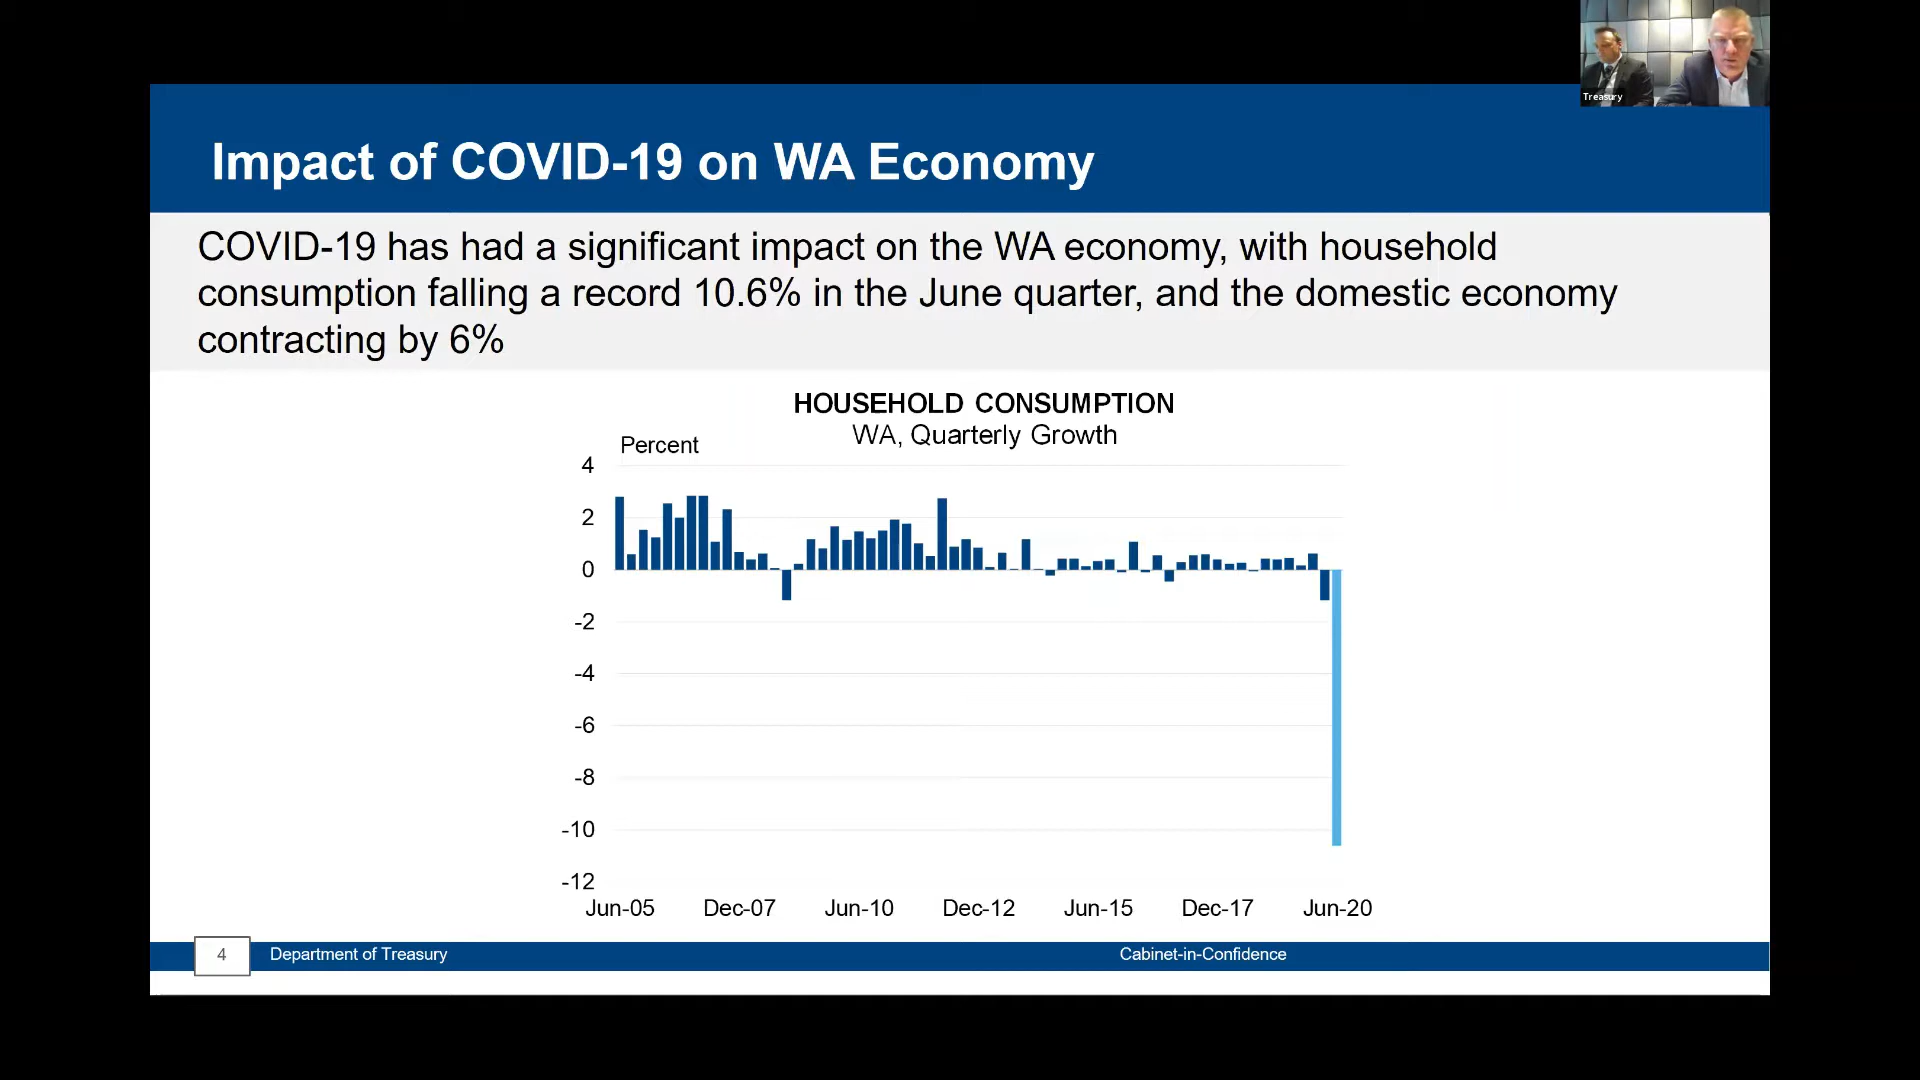 Treasury
Impact of COVID-19 on WA Economy
COVID-19 has had a significant impact on the WA economy, with household
consumption falling a record 10.6% in the June quarter, and the domestic economy
contracting by 6%
HOUSEHOLD CONSUMPTION
WA, Quarterly Growth
Percent
4
2
0
-2
-4
-6
-8
-10
-12
Jun-05 Dec-07 Jun-10 Dec-12 Jun-15 Dec-17 Jun-20
4 Department of Treasury Cabinet-in-Confidence